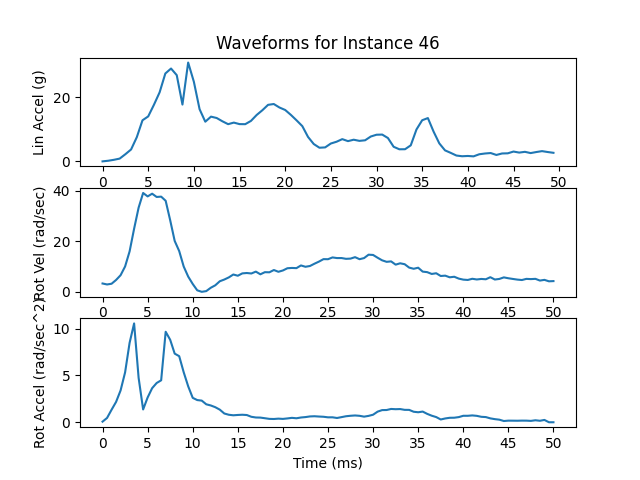 Waveforms for Instance 46
Lin Accel (g)
20
0
0 5 10 15 20 25 30 35 40 45 50
Rot Vel (rad/sec)
40
20
0
0 5 10 15 20 25 30 35 40 45 50
Rot Accel (rad/sec^2)
10
5
0
0 5 10 15 20 25 30 35 40 45 50
Time (ms)